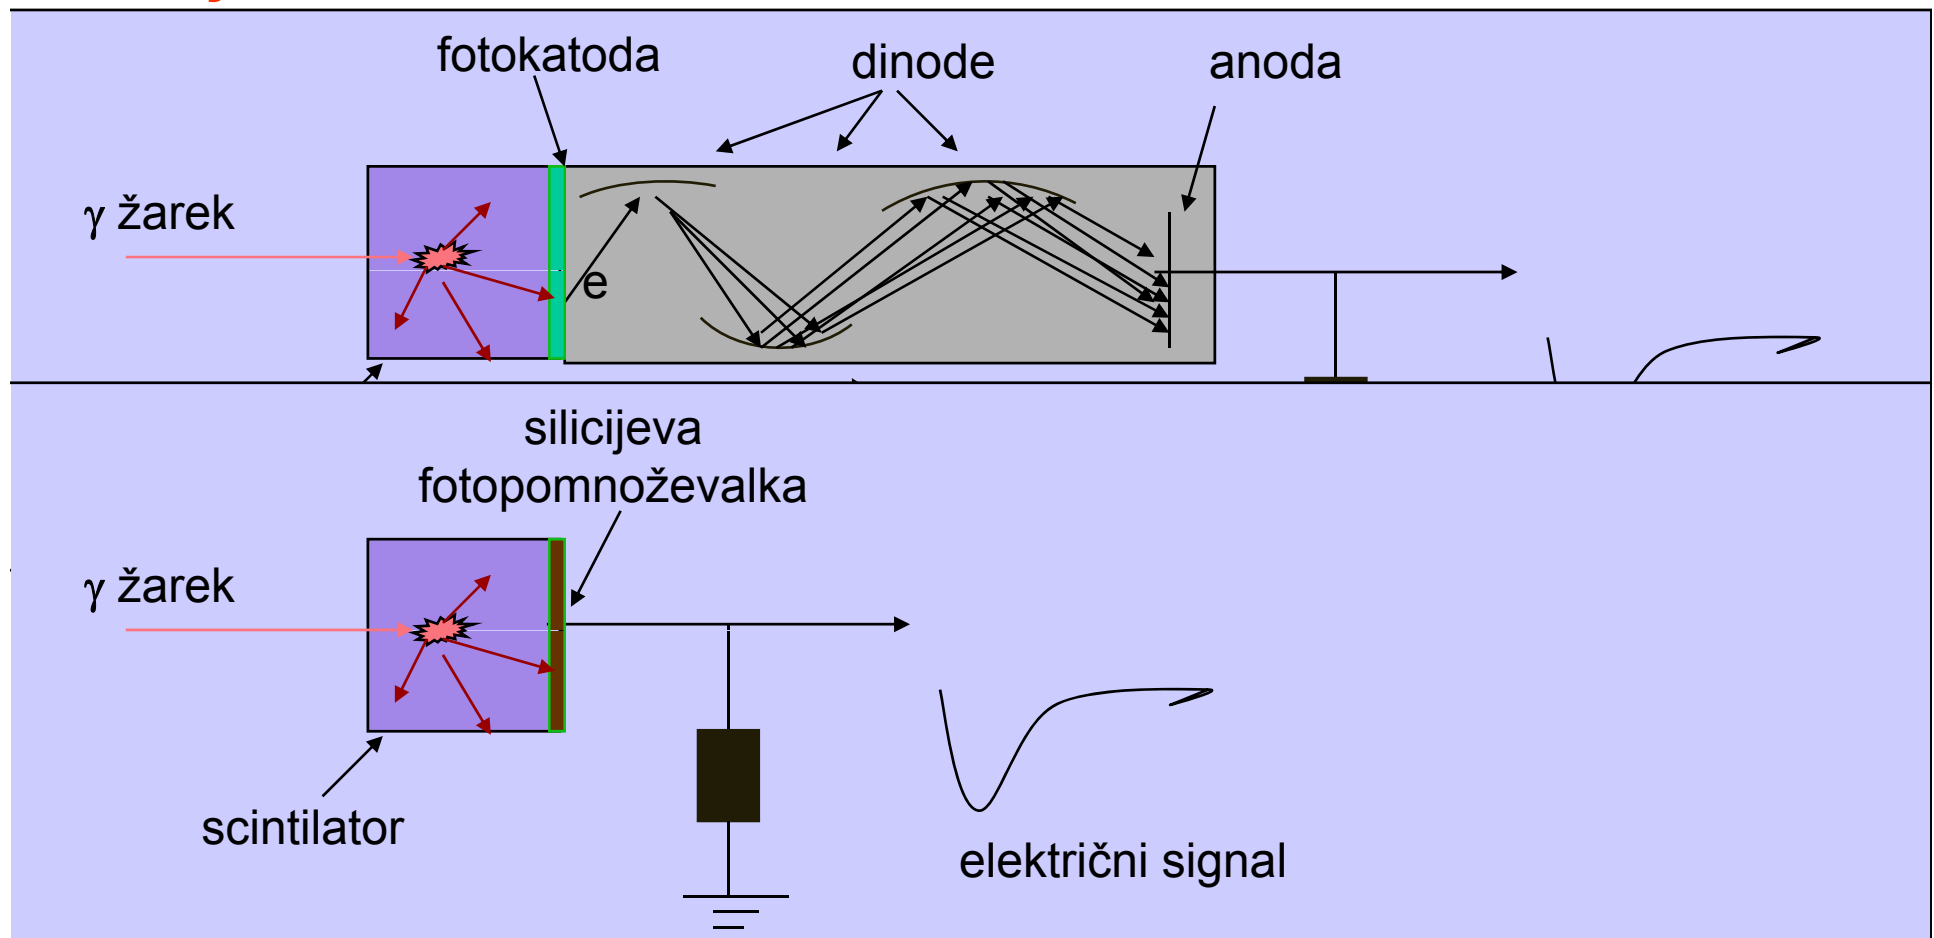 fotokatoda
dinode
anoda
γ žarek
e
silicijeva
fotopomnoževalka
γ žarek
scintilator
električni signal